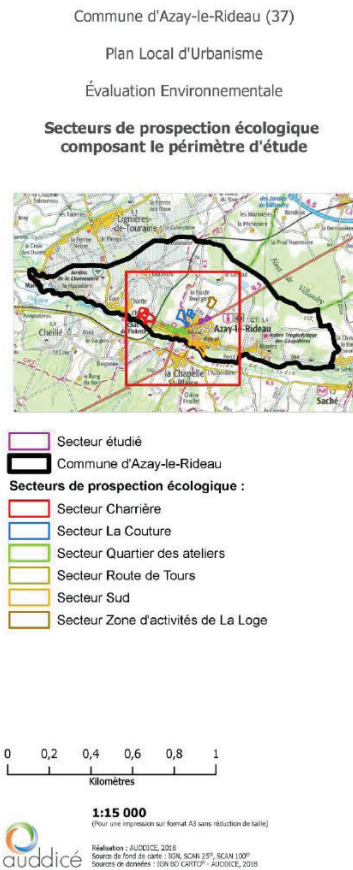 Commune d'Azay-le-Rideau (37)
Plan Local d'Urbanisme
Évaluation Environnementale
Secteurs de prospection écologique
composant le périmètre d'étude
Lignières-
de-Touraine
Azay-le-Rideau
Cheillé
la Chapelle
St-Blaise
Saché
Secteur étudié
Commune d'Azay-le-Rideau
Secteurs de prospection écologique :
Secteur Charrière
Secteur La Couture
Secteur Quartier des ateliers
Secteur Route de Tours
Secteur Sud
Secteur Zone d'activités de La Loge
0 0,2 0,4 0,6 0,8 1
Kilomètres
1:15 000
(Pour une impression sur format A3 sans réduction de taille)
auddicé
Réalisation : AUDDICE, 2018
Source de fond de carte : IGN, SCAN 25®, SCAN 100®
Sources de données : IGN BD CARTO® - AUDDICE, 2018